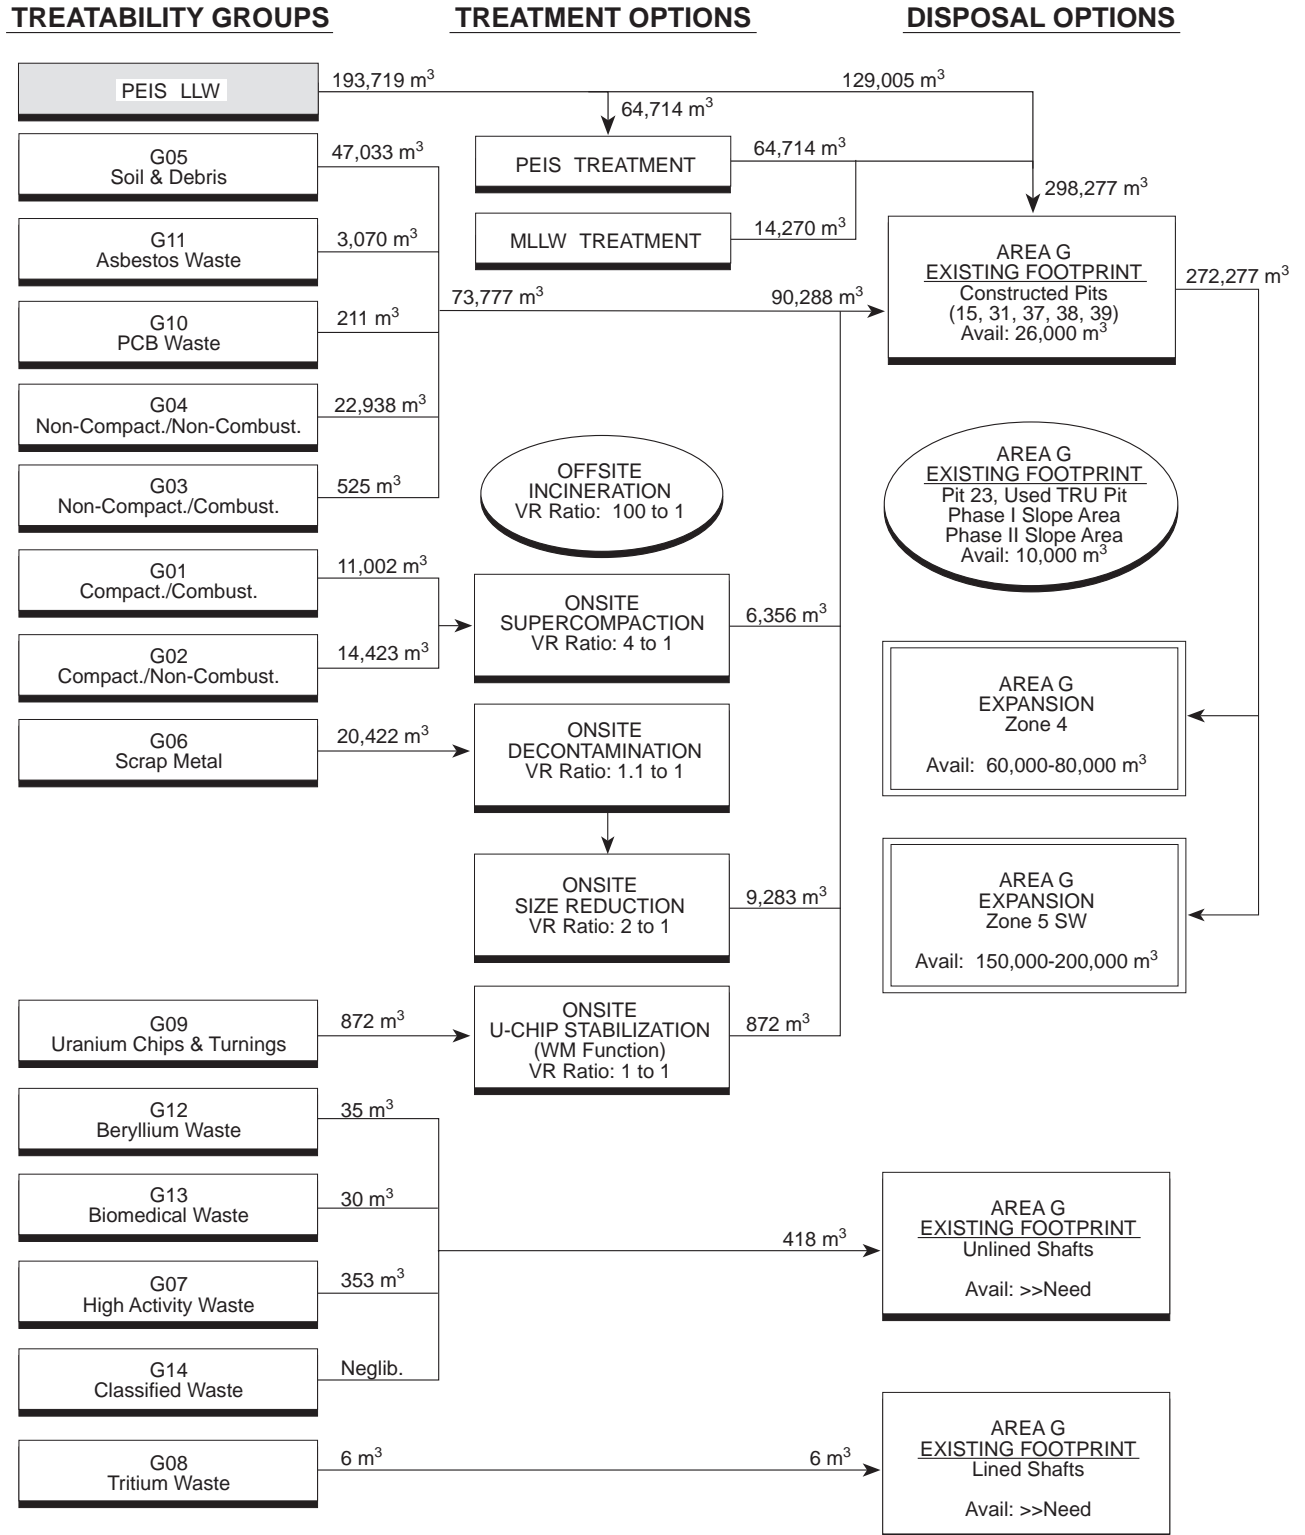 TREATABILITY GROUPS
TREATMENT OPTIONS
DISPOSAL OPTIONS
PEIS LLW
193,719 m³
129,005 m³
64,714 m³
G05
Soil & Debris
47,033 m³
PEIS TREATMENT
64,714 m³
298,277 m³
G11
Asbestos Waste
3,070 m³
MLLW TREATMENT
14,270 m³
AREA G
EXISTING FOOTPRINT
Constructed Pits
(15, 31, 37, 38, 39)
Avail: 26,000 m³
272,277 m³
73,777 m³
90,288 m³
G10
PCB Waste
211 m³
G04
Non-Compact./Non-Combust.
22,938 m³
G03
Non-Compact./Combust.
525 m³
OFFSITE
INCINERATION
VR Ratio: 100 to 1
AREA G
EXISTING FOOTPRINT
Pit 23, Used TRU Pit
Phase I Slope Area
Phase II Slope Area
Avail: 10,000 m³
G01
Compact./Combust.
11,002 m³
ONSITE
SUPERCOMPACTION
VR Ratio: 4 to 1
6,356 m³
G02
Compact./Non-Combust.
14,423 m³
AREA G
EXPANSION
Zone 4
Avail: 60,000-80,000 m³
G06
Scrap Metal
20,422 m³
ONSITE
DECONTAMINATION
VR Ratio: 1.1 to 1
ONSITE
SIZE REDUCTION
VR Ratio: 2 to 1
9,283 m³
AREA G
EXPANSION
Zone 5 SW
Avail: 150,000-200,000 m³
G09
Uranium Chips & Turnings
872 m³
ONSITE
U-CHIP STABILIZATION
(WM Function)
VR Ratio: 1 to 1
872 m³
G12
Beryllium Waste
35 m³
G13
Biomedical Waste
30 m³
418 m³
AREA G
EXISTING FOOTPRINT
Unlined Shafts
Avail: >>Need
G07
High Activity Waste
353 m³
G14
Classified Waste
Neglib.
G08
Tritium Waste
6 m³
6 m³
AREA G
EXISTING FOOTPRINT
Lined Shafts
Avail: >>Need